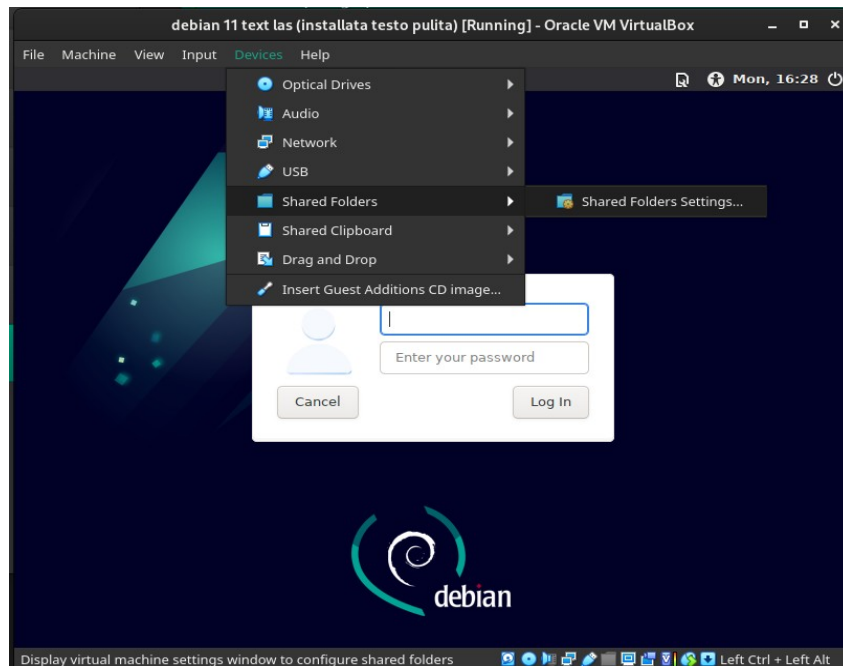 debian 11 text las (installata testo pulita) [Running] - Oracle VM VirtualBox
File Machine View Input Devices Help
Mon, 16:28
Optical Drives
Audio
Network
USB
Shared Folders
Shared Folders Settings...
Shared Clipboard
Drag and Drop
Insert Guest Additions CD image...
Enter your password
Cancel Log In
debian
Display virtual machine settings window to configure shared folders Left Ctrl + Left Alt